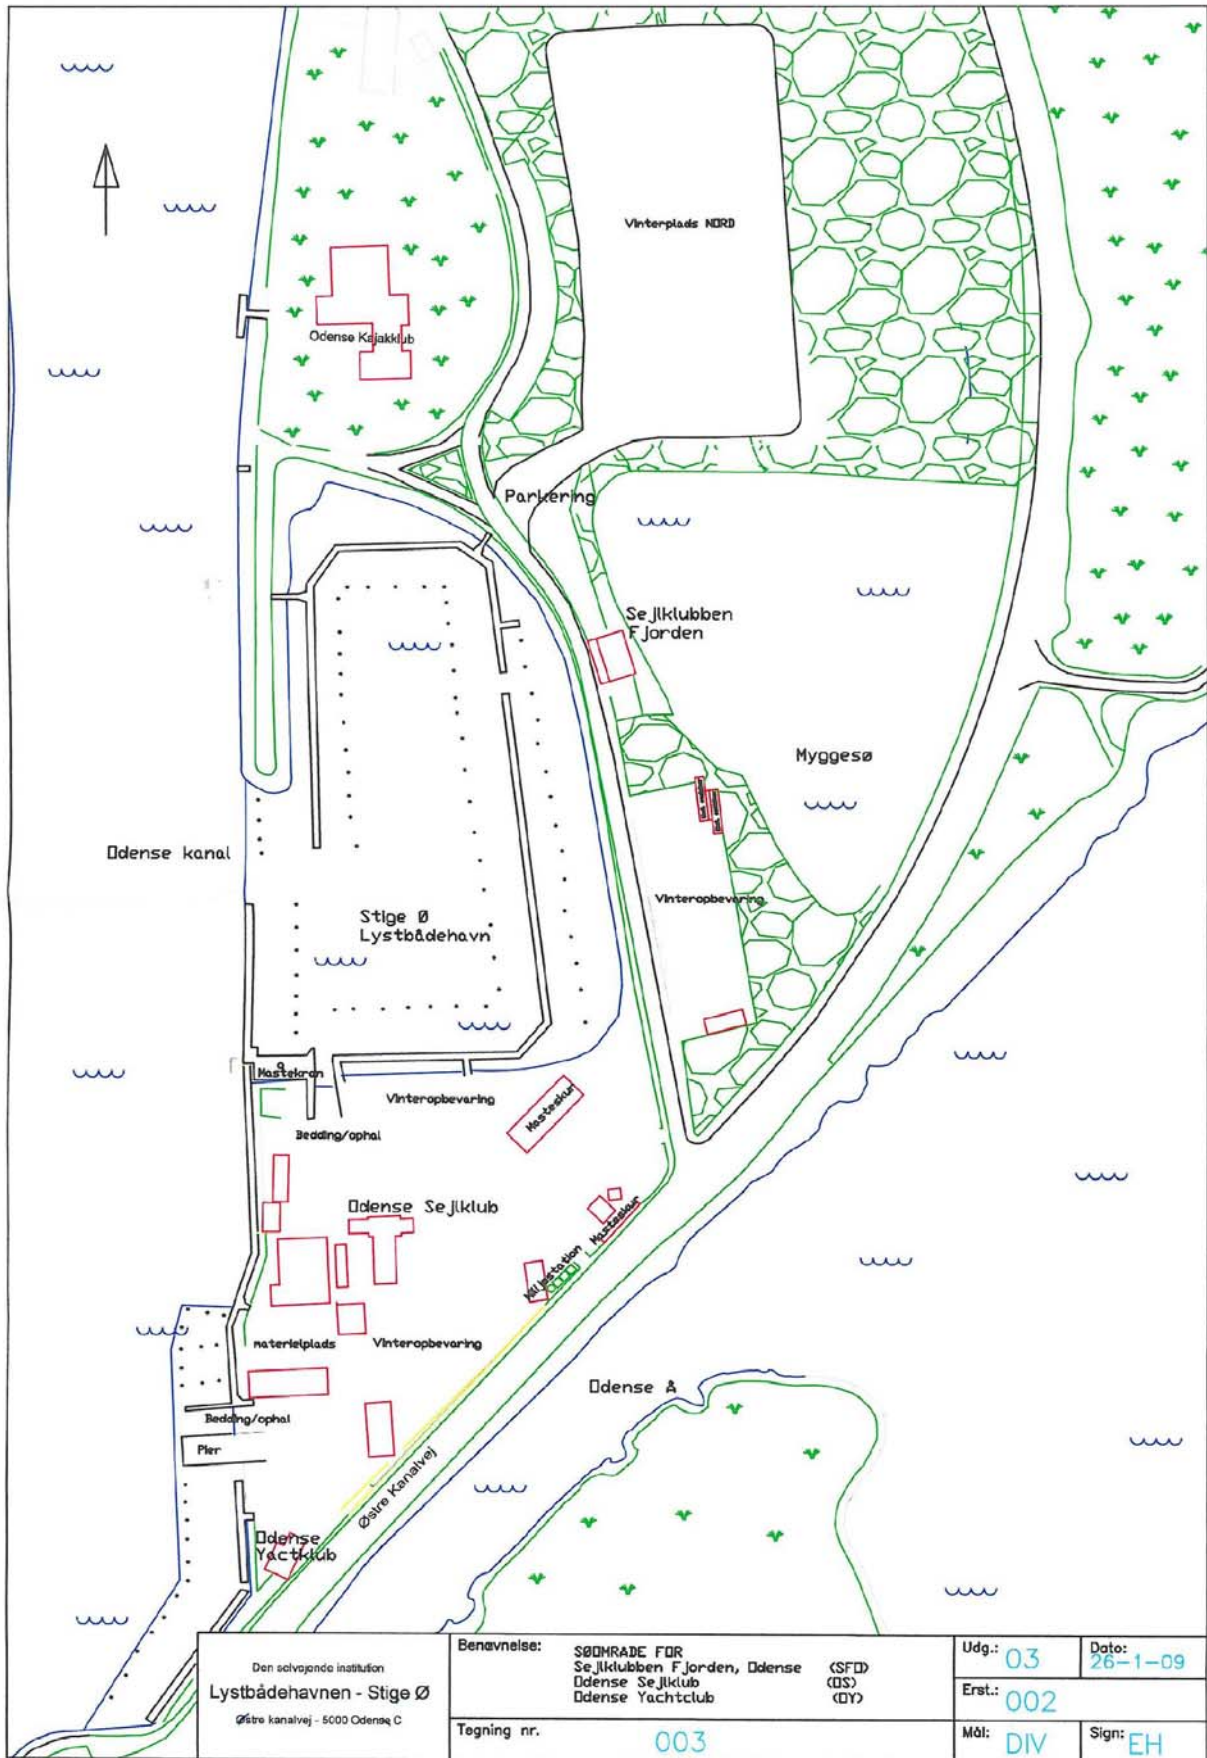 Vinterplads NORD
Odense Kajakklub
Parkering
Sejlklubben
Fjorden
Myggesø
Odense kanal
Vinteropbevaring
Stige Ø
Lystbådehavn
Mastekran
Vinteropbevaring
Masteskur
Bedding/ophal
Odense Sejlklub
Masteskur
Miljøstation
materielplads
Vinteropbevaring
Odense Å
Bedding/ophal
Pier
Østre Kanalvej
Odense
Yactklub
Den selvejende institution
Lystbådehavnen - Stige Ø
Østre kanalvej - 5000 Odense C
Benævnelse:
SØOMRADE FOR
Sejlklubben Fjorden, Odense (SFO)
Odense Sejlklub (OS)
Odense Yachtclub (OY)
Tegning nr. 003
Udg.: 03
Dato: 26-1-09
Erst.: 002
Mål: DIV
Sign: EH